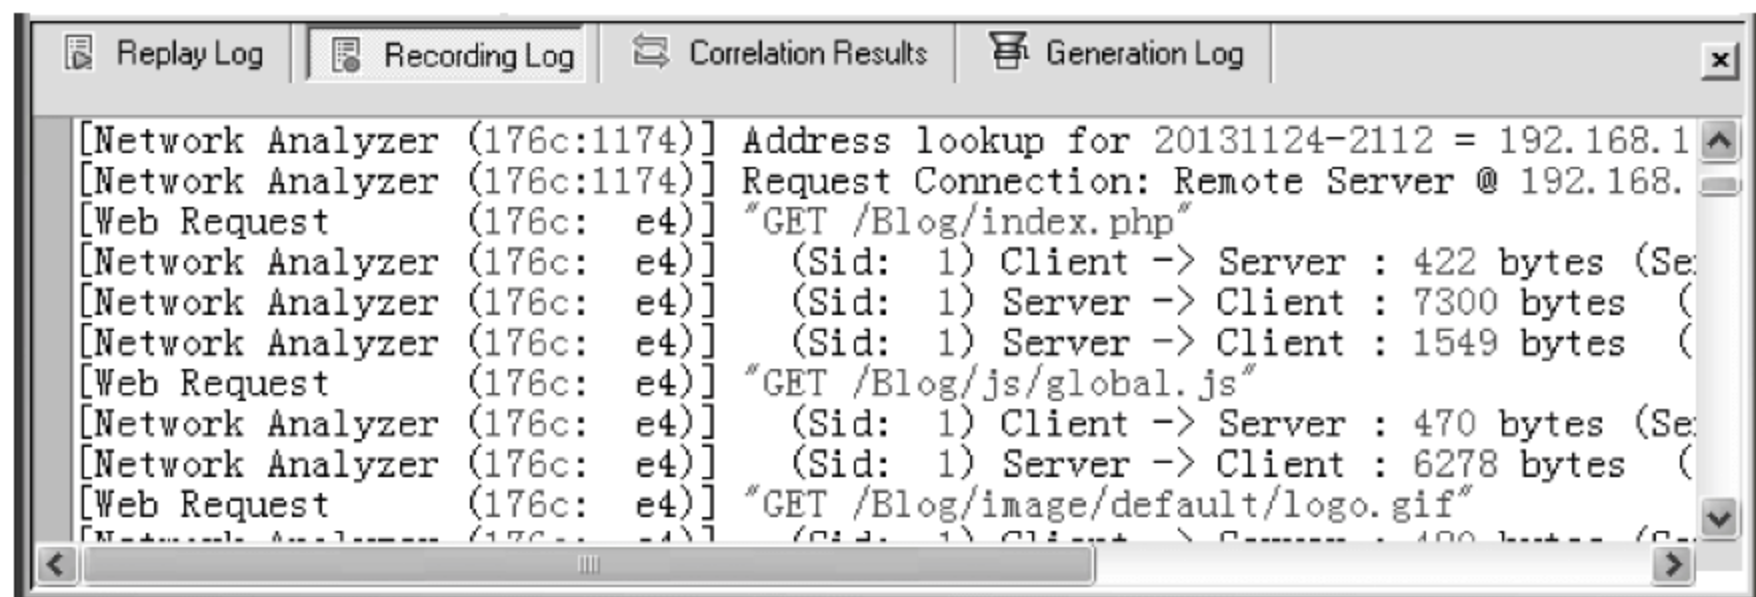 Replay Log Recording Log Correlation Results Generation Log
[Network Analyzer (176c:1174)] Address lookup for 20131124-2112 = 192.168.1
[Network Analyzer (176c:1174)] Request Connection: Remote Server @ 192.168.
[Web Request (176c: e4)] "GET /Blog/index.php"
[Network Analyzer (176c: e4)] (Sid: 1) Client -> Server : 422 bytes (Se
[Network Analyzer (176c: e4)] (Sid: 1) Server -> Client : 7300 bytes (
[Network Analyzer (176c: e4)] (Sid: 1) Server -> Client : 1549 bytes (
[Web Request (176c: e4)] "GET /Blog/js/global.js"
[Network Analyzer (176c: e4)] (Sid: 1) Client -> Server : 470 bytes (Se
[Network Analyzer (176c: e4)] (Sid: 1) Server -> Client : 6278 bytes (
[Web Request (176c: e4)] "GET /Blog/image/default/logo.gif"